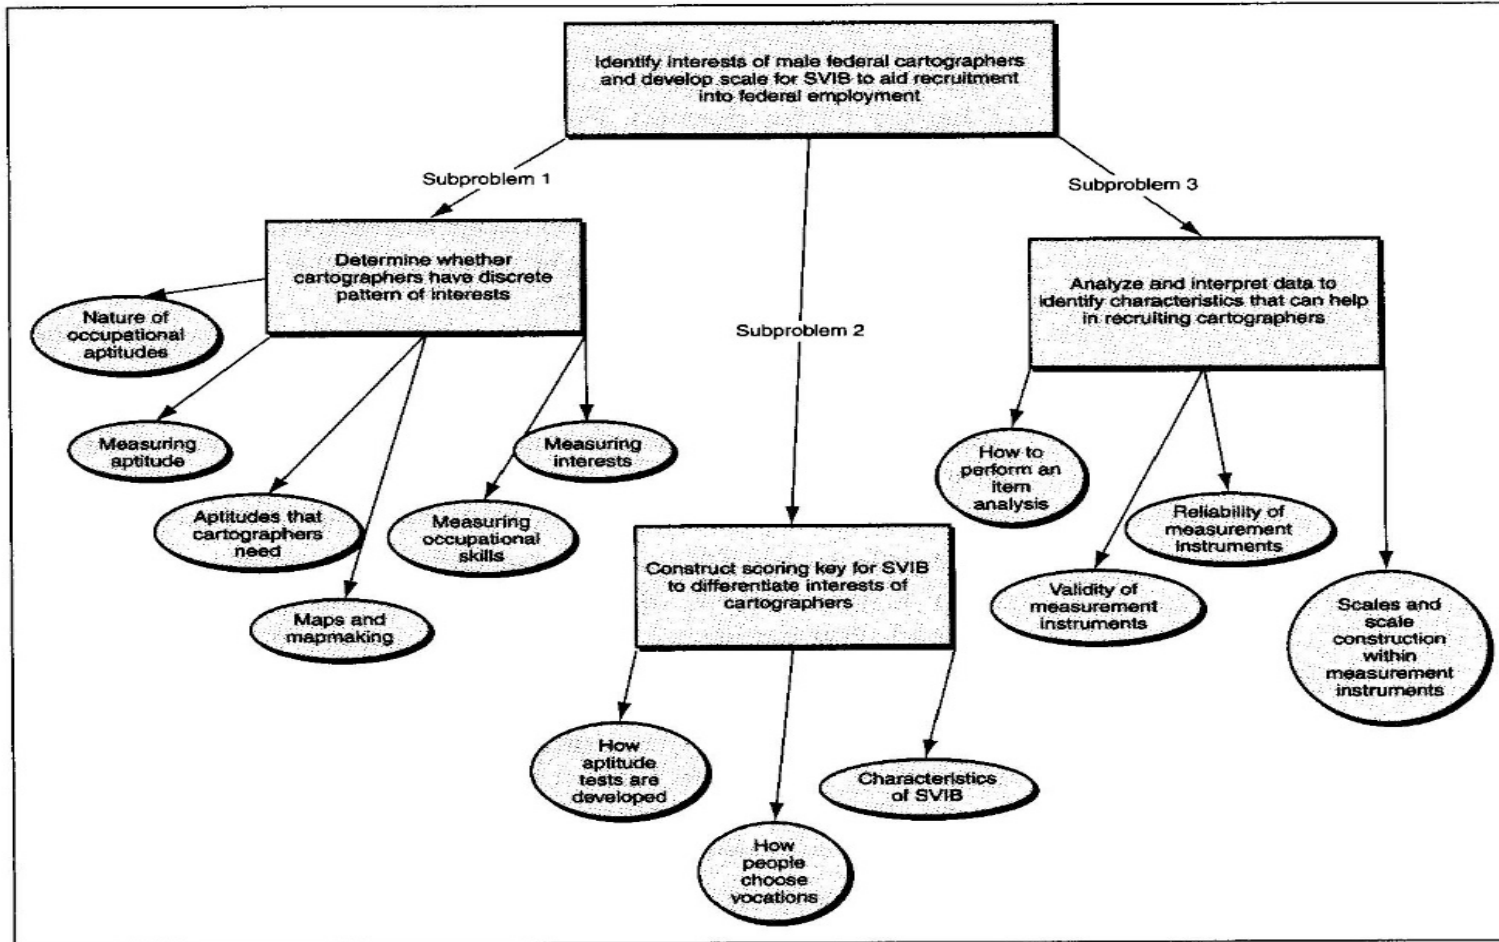 Identify interests of male federal cartographers
and develop scale for SVIB to aid recruitment
into federal employment
Subproblem 1
Subproblem 3
Determine whether
cartographers have discrete
pattern of interests
Analyze and interpret data to
identify characteristics that can help
in recruiting cartographers
Nature of
occupational
aptitudes
Subproblem 2
Measuring
aptitude
Measuring
interests
How to
perform an
item
analysis
Aptitudes that
cartographers
need
Measuring
occupational
skills
Reliability of
measurement
instruments
Construct scoring key for SVIB
to differentiate interests of
cartographers
Validity of
measurement
instruments
Scales and
scale
construction
within
measurement
instruments
Maps and
mapmaking
How
aptitude
tests are
developed
Characteristics
of SVIB
How
people
choose
vocations